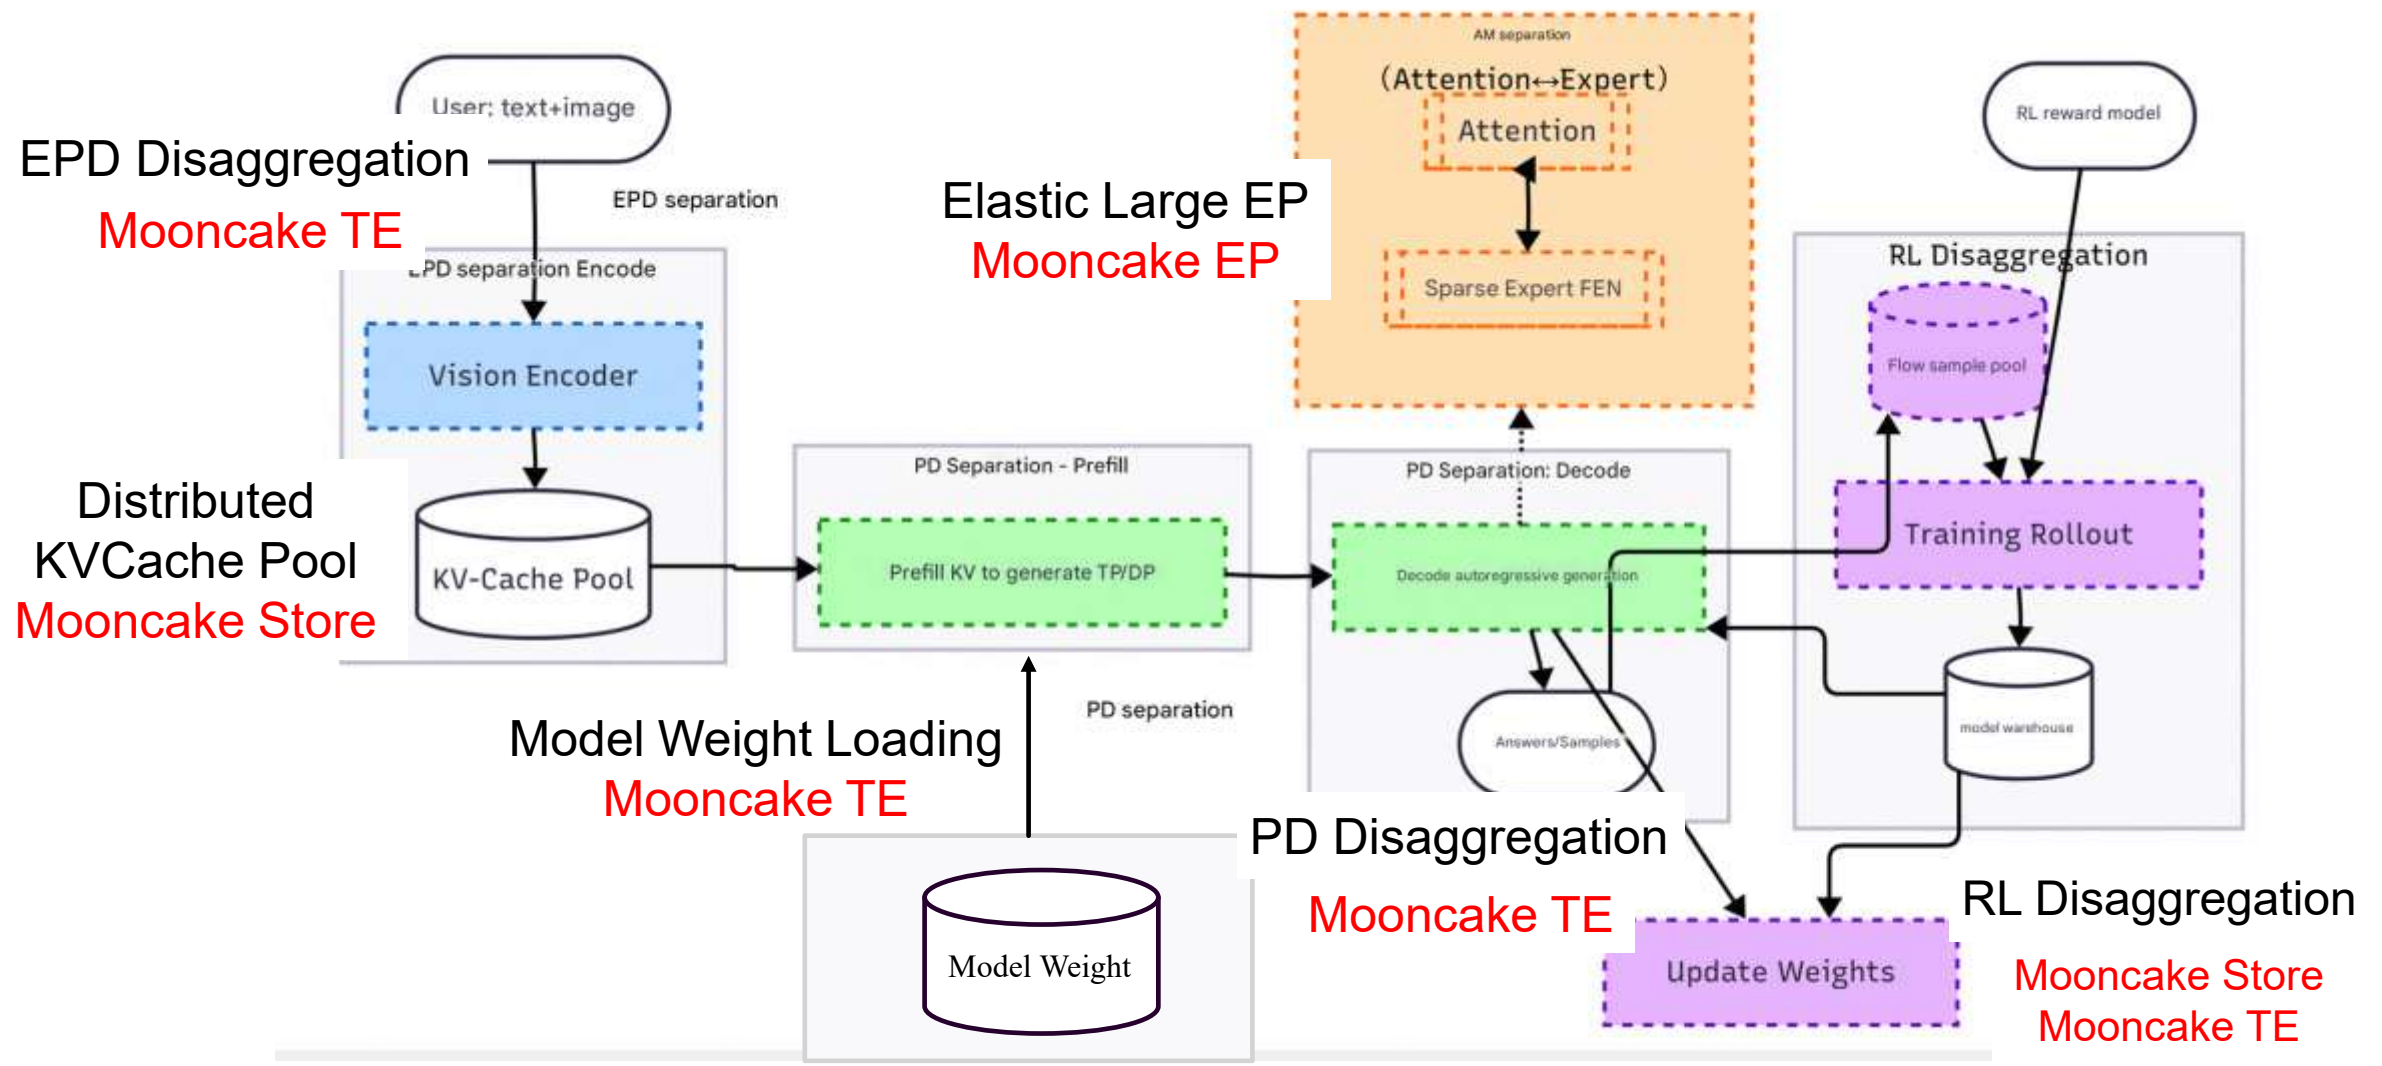 User: text+image
EPD Disaggregation
Mooncake TE
EPD separation
EPD separation Encode
Vision Encoder
Distributed
KVCache Pool
Mooncake Store
KV-Cache Pool
PD Separation - Prefill
Prefill KV to generate TP/DP
PD separation
Model Weight Loading
Mooncake TE
Model Weight
AM separation
(Attention↔Expert)
Attention
Sparse Expert FEN
Elastic Large EP
Mooncake EP
PD Separation: Decode
Decode autoregressive generation
Answers/Samples
PD Disaggregation
Mooncake TE
RL reward model
RL Disaggregation
Flow sample pool
Training Rollout
model warehouse
Update Weights
RL Disaggregation
Mooncake Store
Mooncake TE